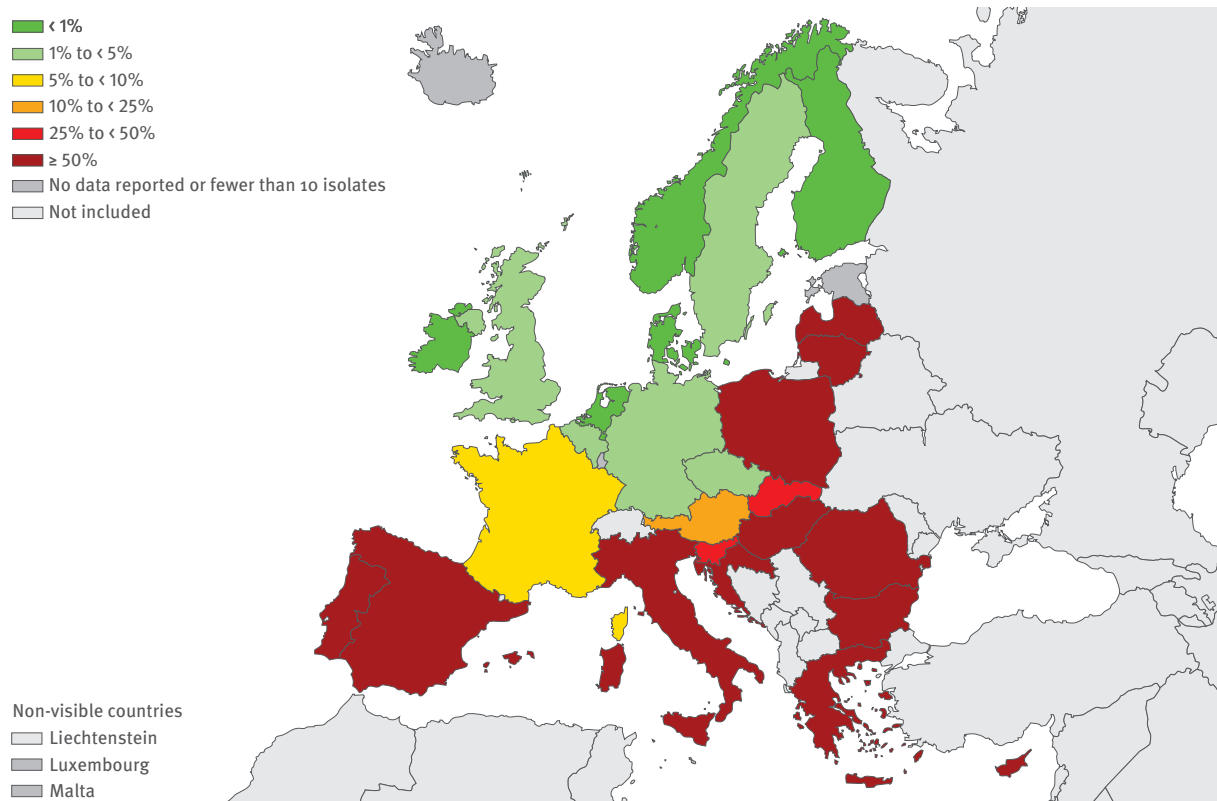 < 1%
1% to < 5%
5% to < 10%
10% to < 25%
25% to < 50%
≥ 50%
No data reported or fewer than 10 isolates
Not included
Non-visible countries
Liechtenstein
Luxembourg
Malta